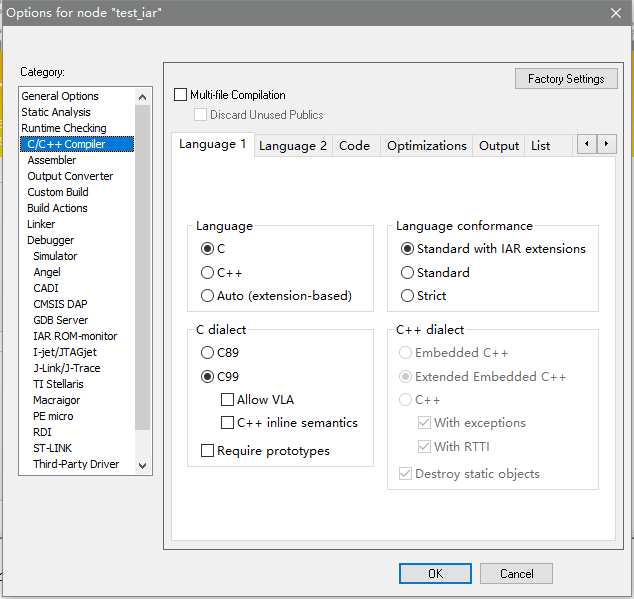 Options for node "test_iar"
Category:
General Options
Static Analysis
Runtime Checking
C/C++ Compiler
Assembler
Output Converter
Custom Build
Build Actions
Linker
Debugger
Simulator
Angel
CADI
CMSIS DAP
GDB Server
IAR ROM-monitor
I-jet/JTAGjet
J-Link/J-Trace
TI Stellaris
Macraigor
PE micro
RDI
ST-LINK
Third-Party Driver
Factory Settings
Multi-file Compilation
Discard Unused Publics
Language 1 Language 2 Code Optimizations Output List
Language
C
C++
Auto (extension-based)
Language conformance
Standard with IAR extensions
Standard
Strict
C dialect
C89
C99
Allow VLA
C++ inline semantics
Require prototypes
C++ dialect
Embedded C++
Extended Embedded C++
C++
With exceptions
With RTTI
Destroy static objects
OK Cancel